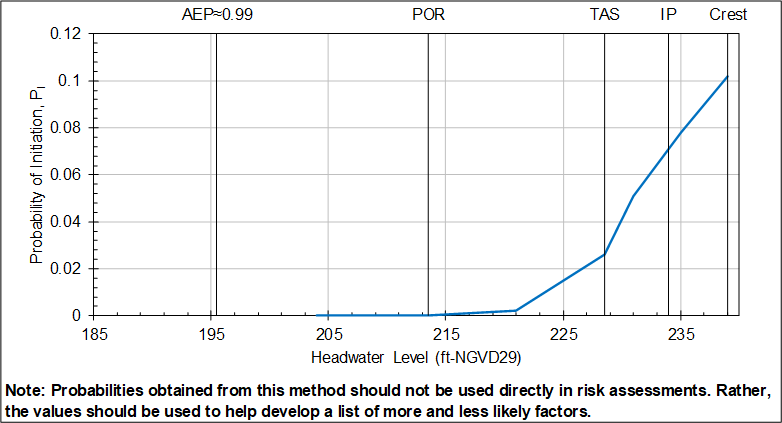 AEP≈0.99 POR TAS IP Crest
0.12
0.1
0.08
0.06
0.04
0.02
0
Probability of Initiation, PI
185 195 205 215 225 235
Headwater Level (ft-NGVD29)
Note: Probabilities obtained from this method should not be used directly in risk assessments. Rather,
the values should be used to help develop a list of more and less likely factors.